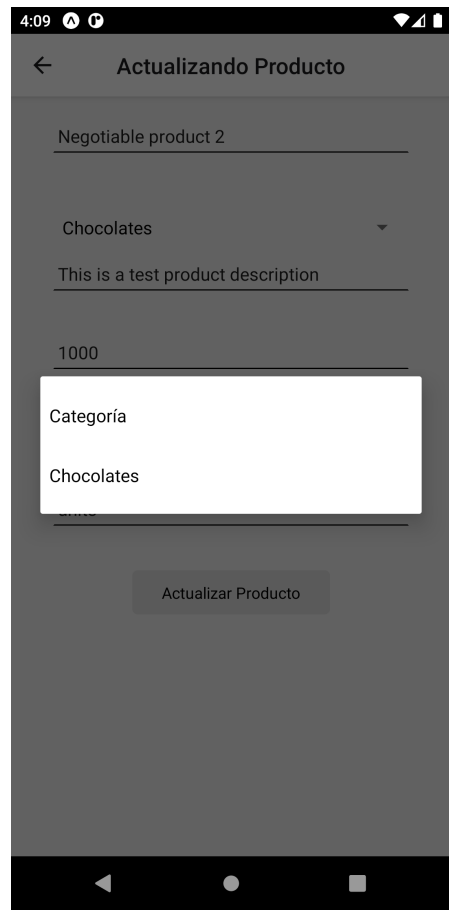 4:09
Actualizando Producto
Negotiable product 2
Chocolates
This is a test product description
1000
Categoría
Chocolates
Actualizar Producto